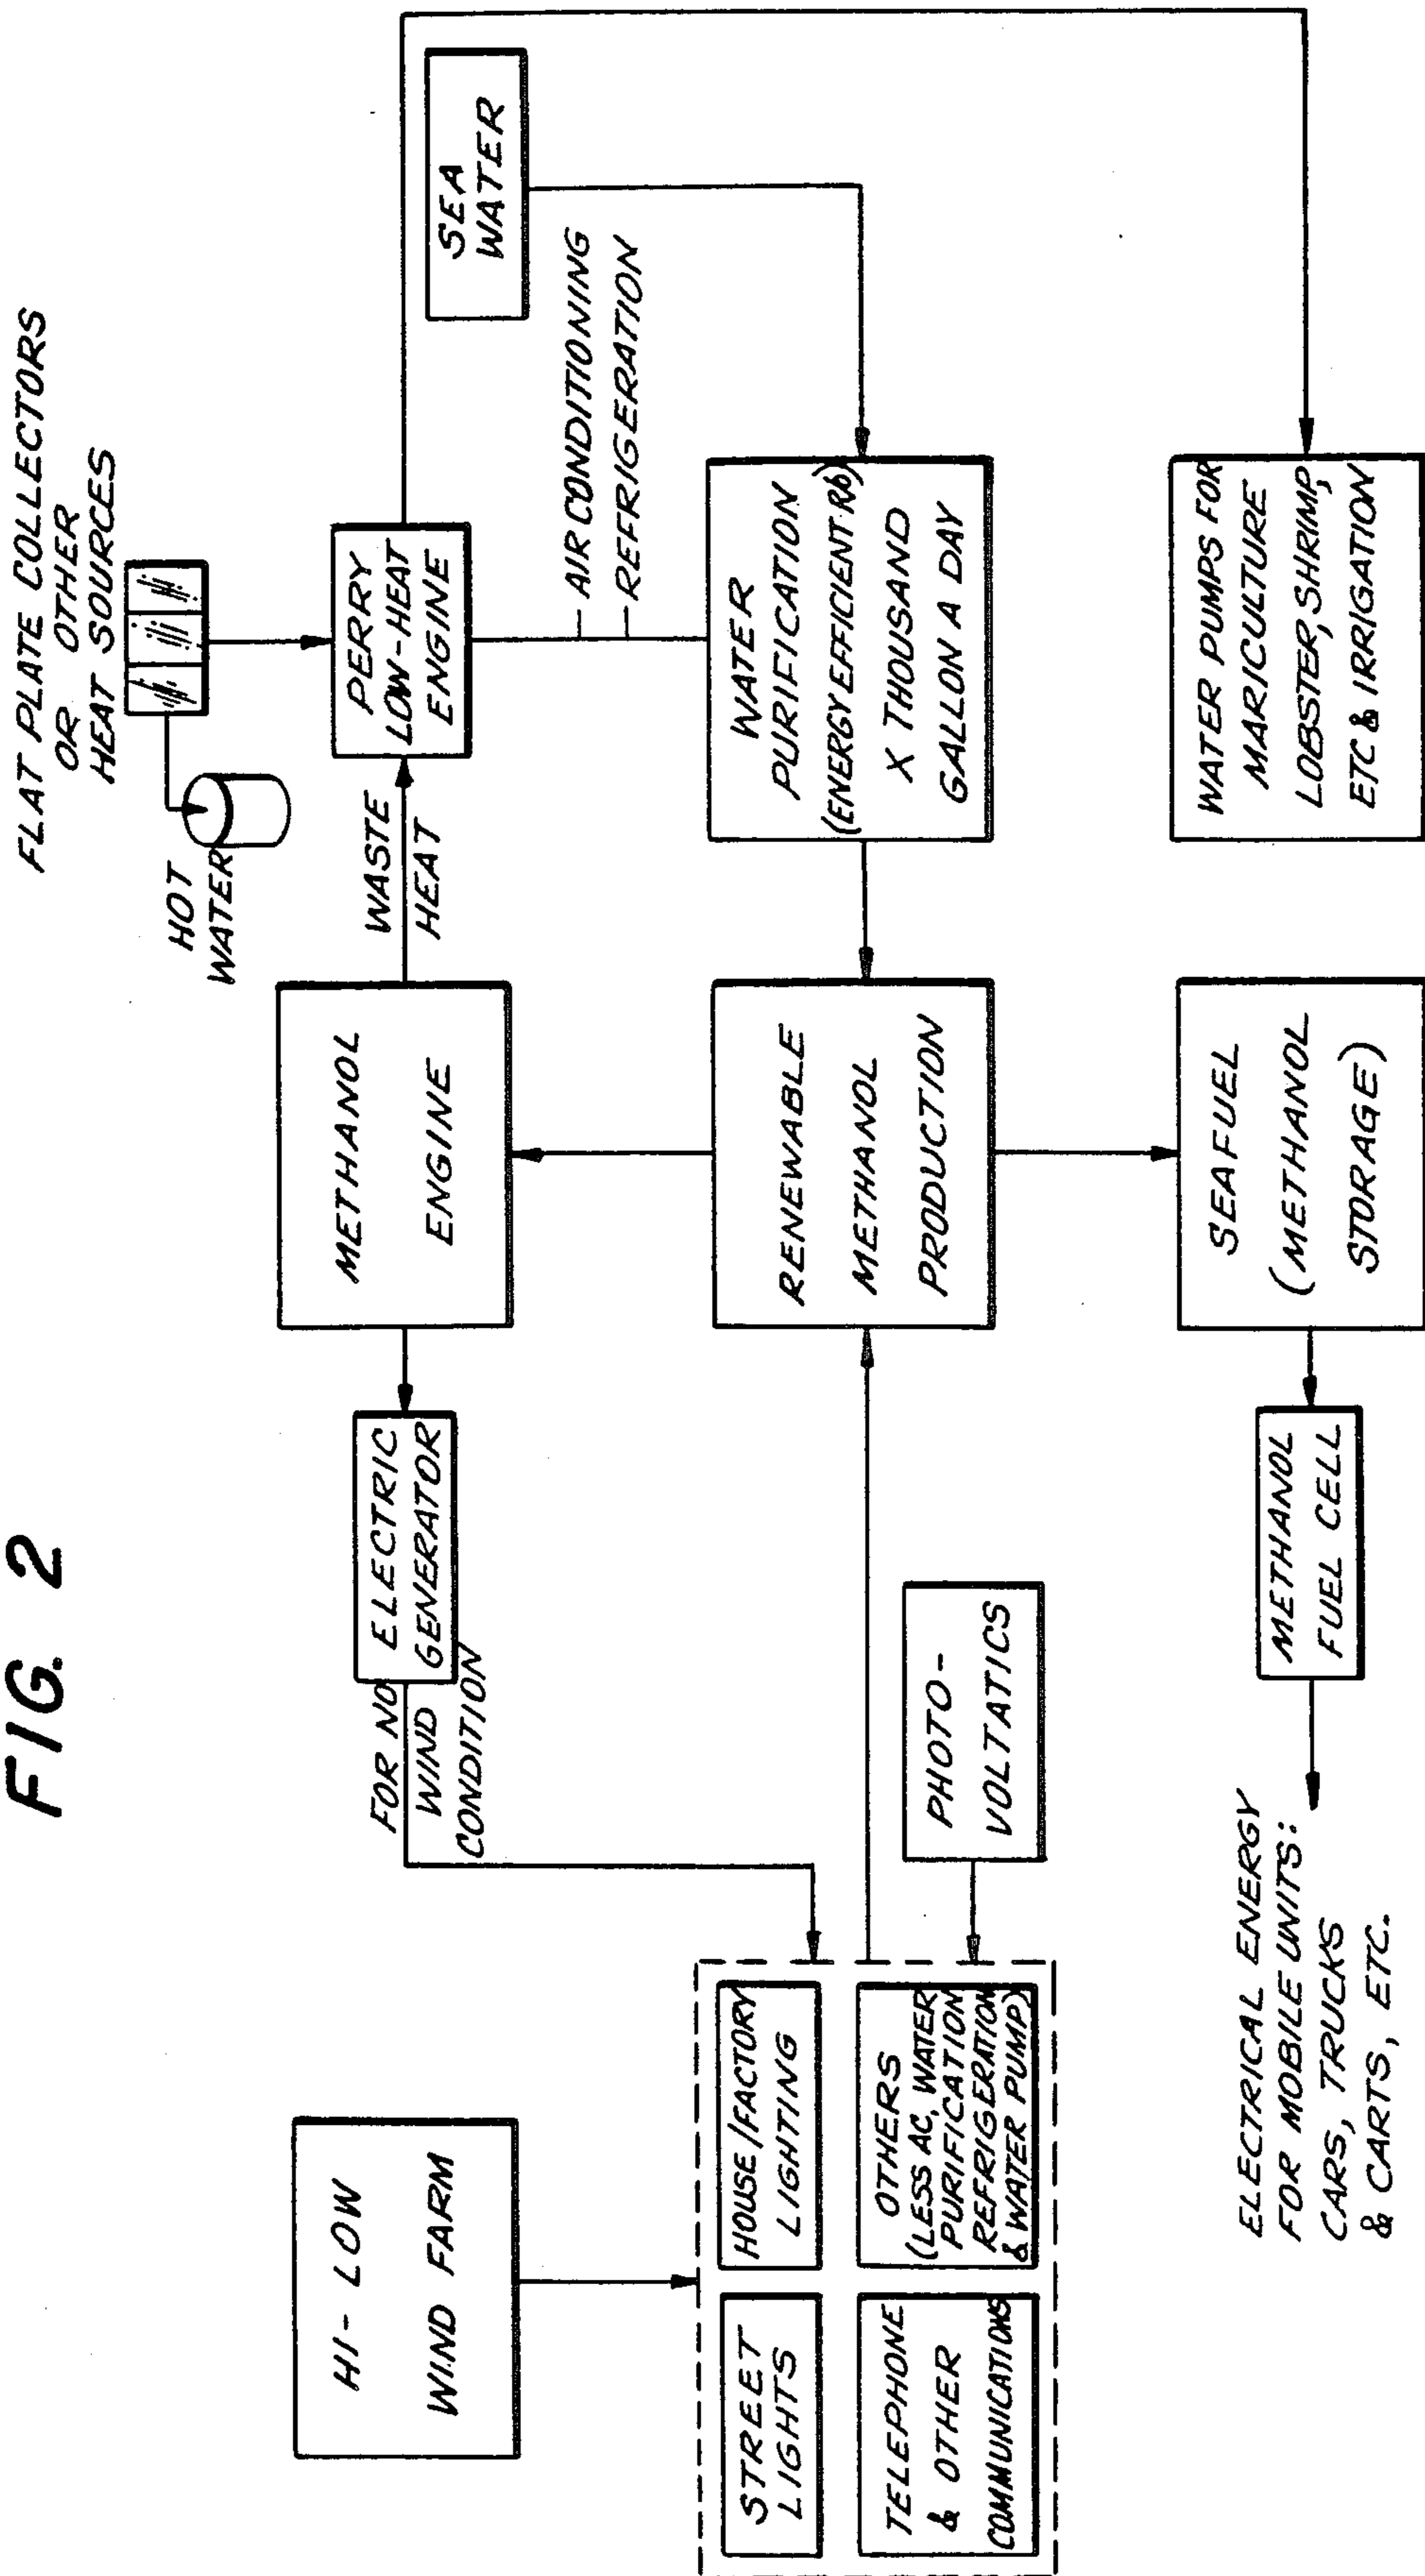 FIG. 2
FLAT PLATE COLLECTORS
OR OTHER
HEAT SOURCES
HOT
WATER
HI-LOW
WIND FARM
FOR NO
WIND
CONDITION
ELECTRIC
GENERATOR
METHANOL
ENGINE
WASTE
HEAT
PERRY
LOW-HEAT
ENGINE
SEA
WATER
AIR CONDITIONING
REFRIGERATION
STREET
LIGHTS
HOUSE/FACTORY
LIGHTING
TELEPHONE
& OTHER
COMMUNICATIONS
OTHERS
(LESS AC, WATER
PURIFICATION
REFRIGERATION
& WATER PUMP)
PHOTO-
VOLTATICS
RENEWABLE
METHANOL
PRODUCTION
WATER
PURIFICATION
(ENERGY EFFICIENT Rb)
X THOUSAND
GALLON A DAY
ELECTRICAL ENERGY
FOR MOBILE UNITS:
CARS, TRUCKS
& CARTS, ETC.
METHANOL
FUEL CELL
SEAFUEL
(METHANOL
STORAGE)
WATER PUMPS FOR
MARICULTURE
LOBSTER, SHRIMP,
ETC & IRRIGATION